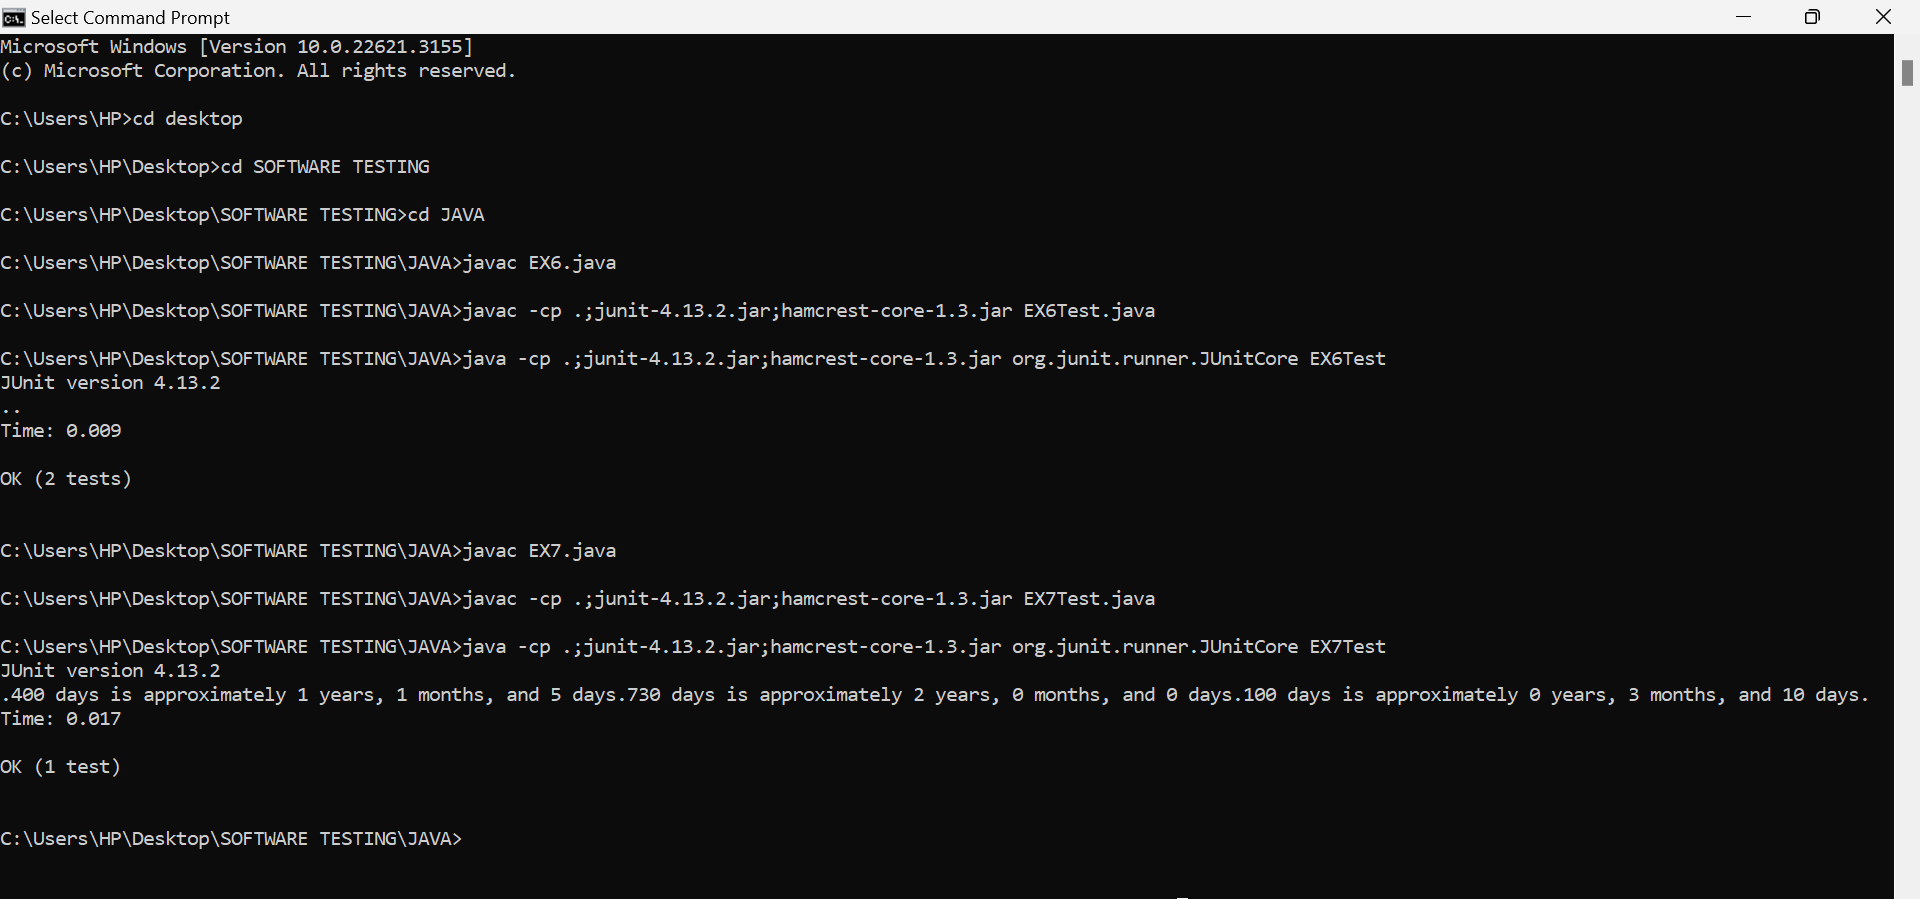 Select Command Prompt
Microsoft Windows [Version 10.0.22621.3155]
(c) Microsoft Corporation. All rights reserved.
C:\Users\HP>cd desktop
C:\Users\HP\Desktop>cd SOFTWARE TESTING
C:\Users\HP\Desktop\SOFTWARE TESTING>cd JAVA
C:\Users\HP\Desktop\SOFTWARE TESTING\JAVA>javac EX6.java
C:\Users\HP\Desktop\SOFTWARE TESTING\JAVA>javac -cp .;junit-4.13.2.jar;hamcrest-core-1.3.jar EX6Test.java
C:\Users\HP\Desktop\SOFTWARE TESTING\JAVA>java -cp .;junit-4.13.2.jar;hamcrest-core-1.3.jar org.junit.runner.JUnitCore EX6Test
JUnit version 4.13.2
..
Time: 0.009
OK (2 tests)
C:\Users\HP\Desktop\SOFTWARE TESTING\JAVA>javac EX7.java
C:\Users\HP\Desktop\SOFTWARE TESTING\JAVA>javac -cp .;junit-4.13.2.jar;hamcrest-core-1.3.jar EX7Test.java
C:\Users\HP\Desktop\SOFTWARE TESTING\JAVA>java -cp .;junit-4.13.2.jar;hamcrest-core-1.3.jar org.junit.runner.JUnitCore EX7Test
JUnit version 4.13.2
.400 days is approximately 1 years, 1 months, and 5 days.730 days is approximately 2 years, 0 months, and 0 days.100 days is approximately 0 years, 3 months, and 10 days.
Time: 0.017
OK (1 test)
C:\Users\HP\Desktop\SOFTWARE TESTING\JAVA>